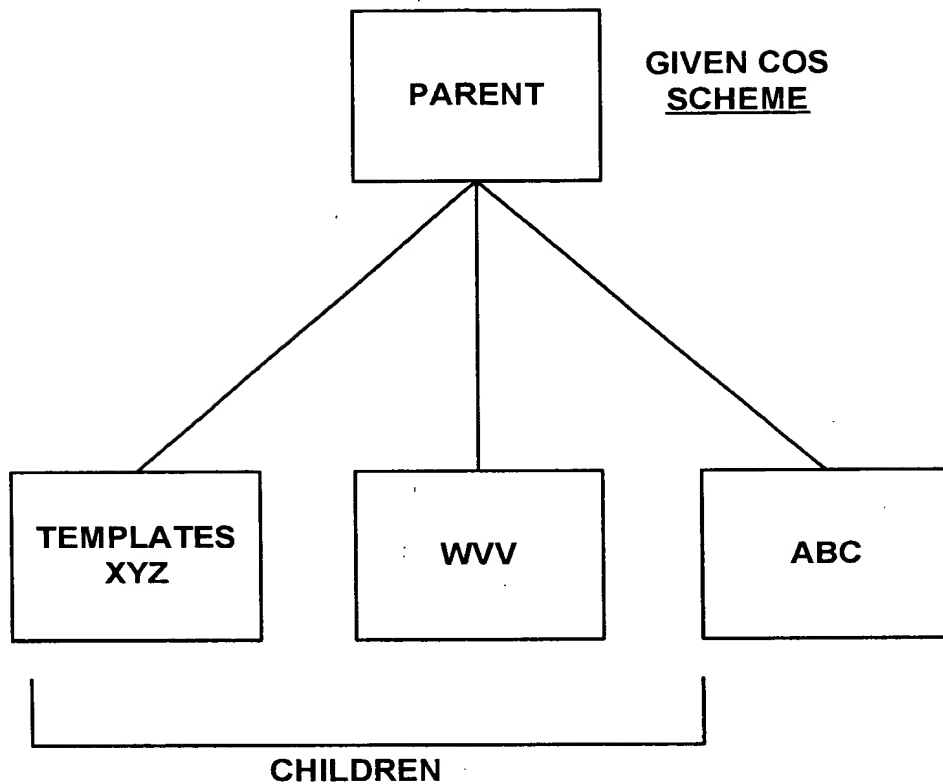 PARENT
GIVEN COS
SCHEME
TEMPLATES
XYZ
WVV
ABC
CHILDREN